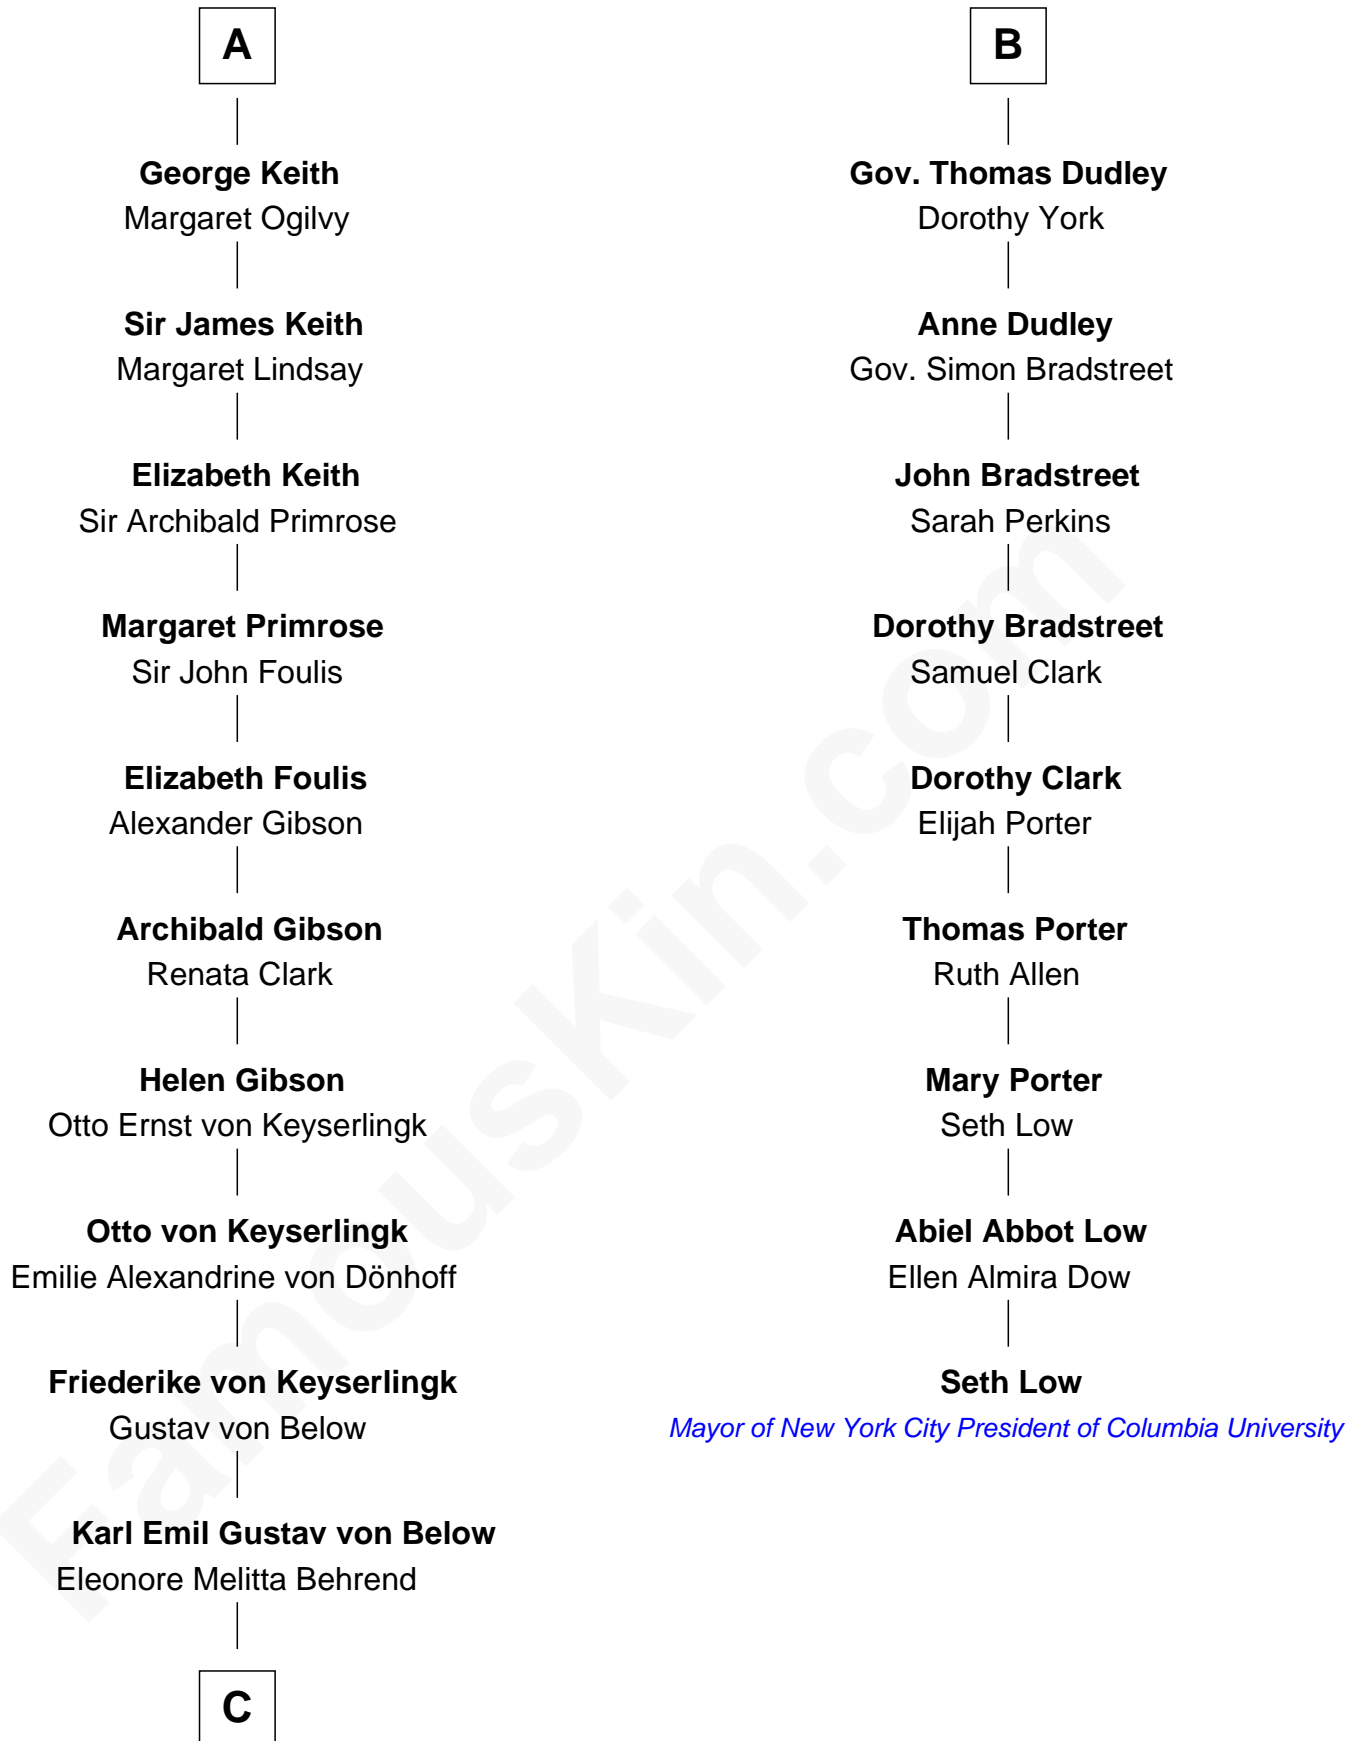 A
George Keith
Margaret Ogilvy
Sir James Keith
Margaret Lindsay
Elizabeth Keith
Sir Archibald Primrose
Margaret Primrose
Sir John Foulis
Elizabeth Foulis
Alexander Gibson
Archibald Gibson
Renata Clark
Helen Gibson
Otto Ernst von Keyserlingk
Otto von Keyserlingk
Emilie Alexandrine von Dönhoff
Friederike von Keyserlingk
Gustav von Below
Karl Emil Gustav von Below
Eleonore Melitta Behrend
C
B
Gov. Thomas Dudley
Dorothy York
Anne Dudley
Gov. Simon Bradstreet
John Bradstreet
Sarah Perkins
Dorothy Bradstreet
Samuel Clark
Dorothy Clark
Elijah Porter
Thomas Porter
Ruth Allen
Mary Porter
Seth Low
Abiel Abbot Low
Ellen Almira Dow
Seth Low
Mayor of New York City President of Columbia University
FamousKin.com